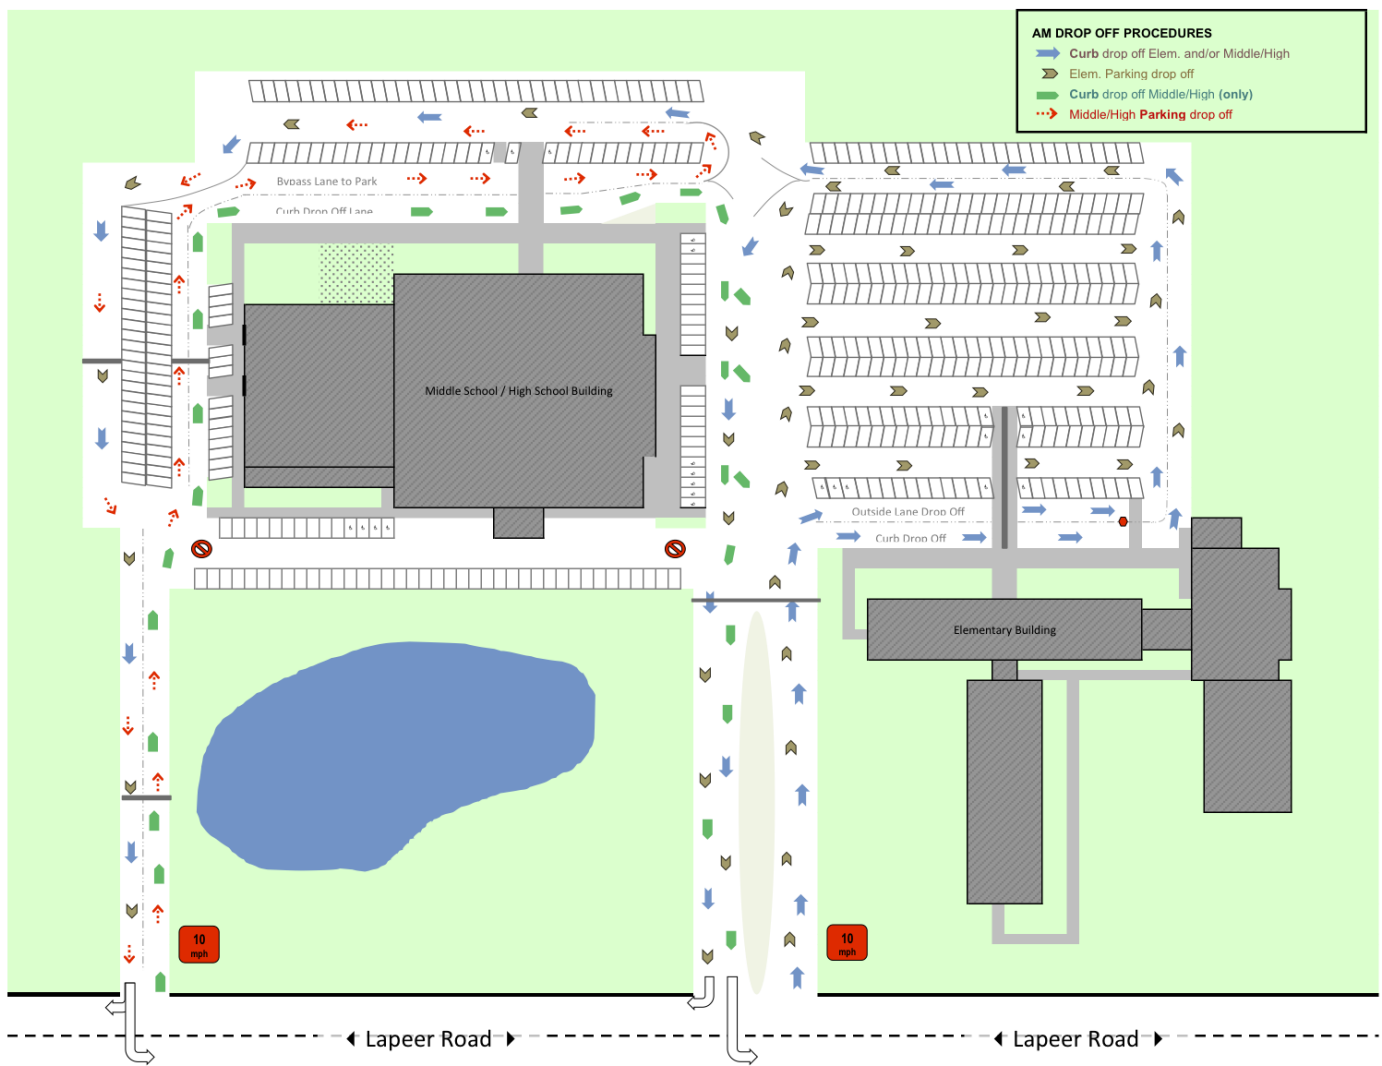 AM DROP OFF PROCEDURES
Curb drop off Elem. and/or Middle/High
Elem. Parking drop off
Curb drop off Middle/High (only)
Middle/High Parking drop off
Bypass Lane to Park
Curb Drop Off Lane
Middle School / High School Building
Outside Lane Drop Off
Curb Drop Off
Elementary Building
10
mph
10
mph
Lapeer Road
Lapeer Road